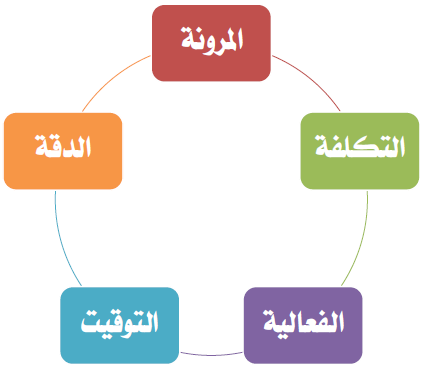 المرونة
التكلفة
الفعالية
التوقيت
الدقة